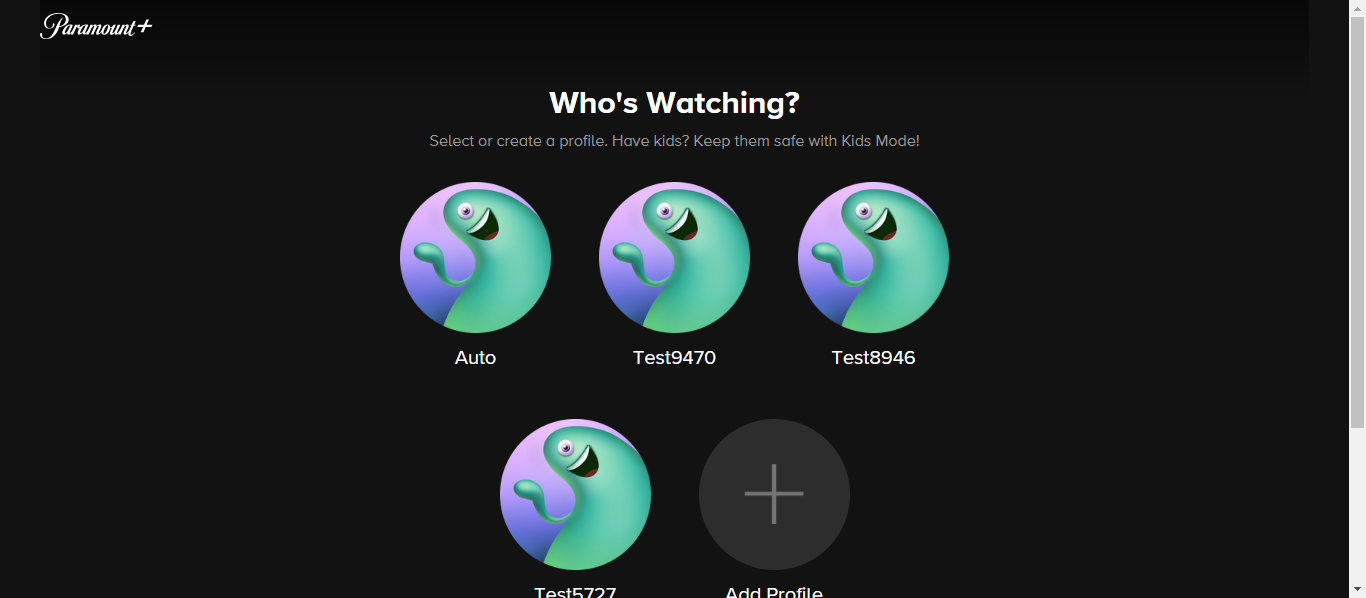 Paramount+
Who's Watching?
Select or create a profile. Have kids? Keep them safe with Kids Mode!
Auto
Test9470
Test8946
Test5727
Add Profile